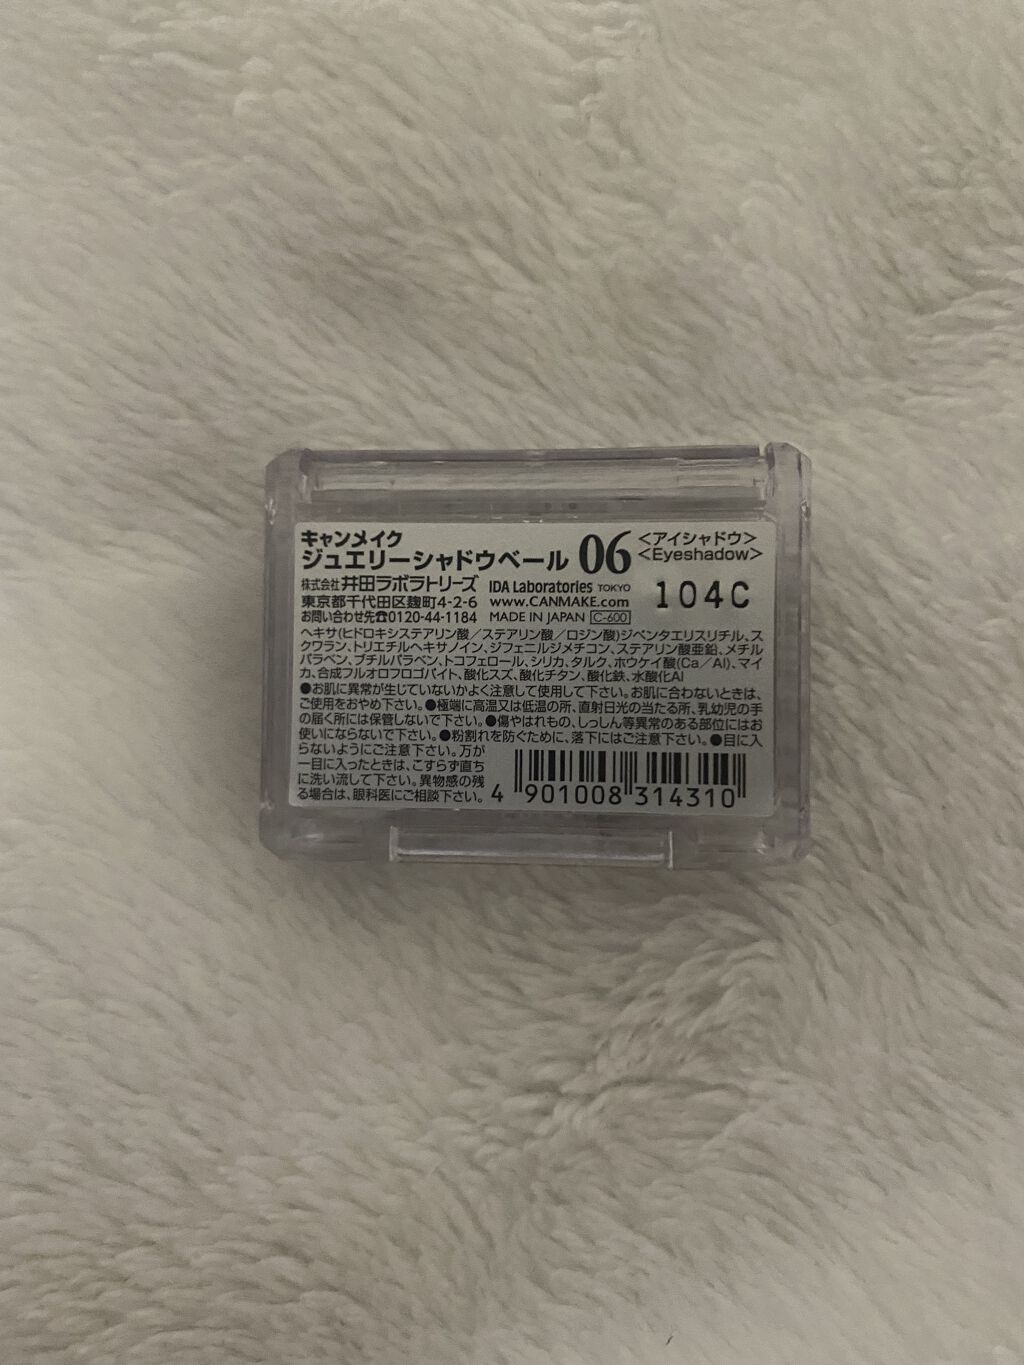 キャンメイク
ジュエリーシャドウベール 06 <アイシャドウ>
<Eyeshadow>
株式会社 井田ラボラトリーズ IDA Laboratories TOKYO
104C
東京都千代田区麹町4-2-6 www.CANMAKE.com
お問い合わせ先☎0120-44-1184 MADE IN JAPAN C-600
ヘキサ(ヒドロキシステアリン酸/ステアリン酸/ロジン酸)ジペンタエリスリチル、ス
クワラン、トリエチルヘキサノイン、ジフェニルジメチコン、ステアリン酸亜鉛、メチル
パラベン、ブチルパラベン、トコフェロール、シリカ、タルク、ホウケイ酸(Ca/Al)、マイ
カ、合成フルオロフロゴパイト、酸化スズ、酸化チタン、酸化鉄、水酸化Al
●お肌に異常が生じていないかよく注意して使用して下さい。お肌に合わないときは、
ご使用をおやめ下さい。●極端に高温又は低温の所、直射日光の当たる所、乳幼児の手
の届く所には保管しないで下さい。●傷やはれもの、しっしん等異常のある部位にはお
使いにならないで下さい。●粉割れを防ぐために、落下にはご注意下さい。●目に入
らないようにご注意下さい。万が
一目に入ったときは、こすらず直ち
に洗い流して下さい。異物感の残
る場合は、眼科医にご相談下さい。
4 901008 314310